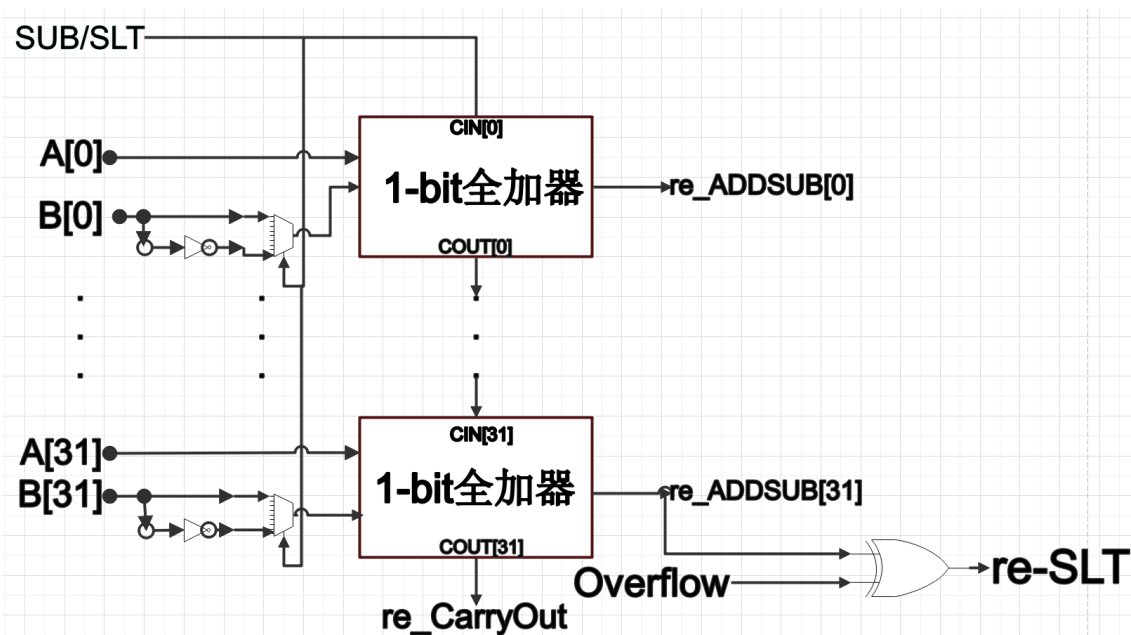 SUB/SLT
CIN[0]
A[0]
1-bit全加器
re_ADDSUB[0]
B[0]
COUT[0]
CIN[31]
A[31]
1-bit全加器
re_ADDSUB[31]
B[31]
COUT[31]
Overflow
re-SLT
re_CarryOut